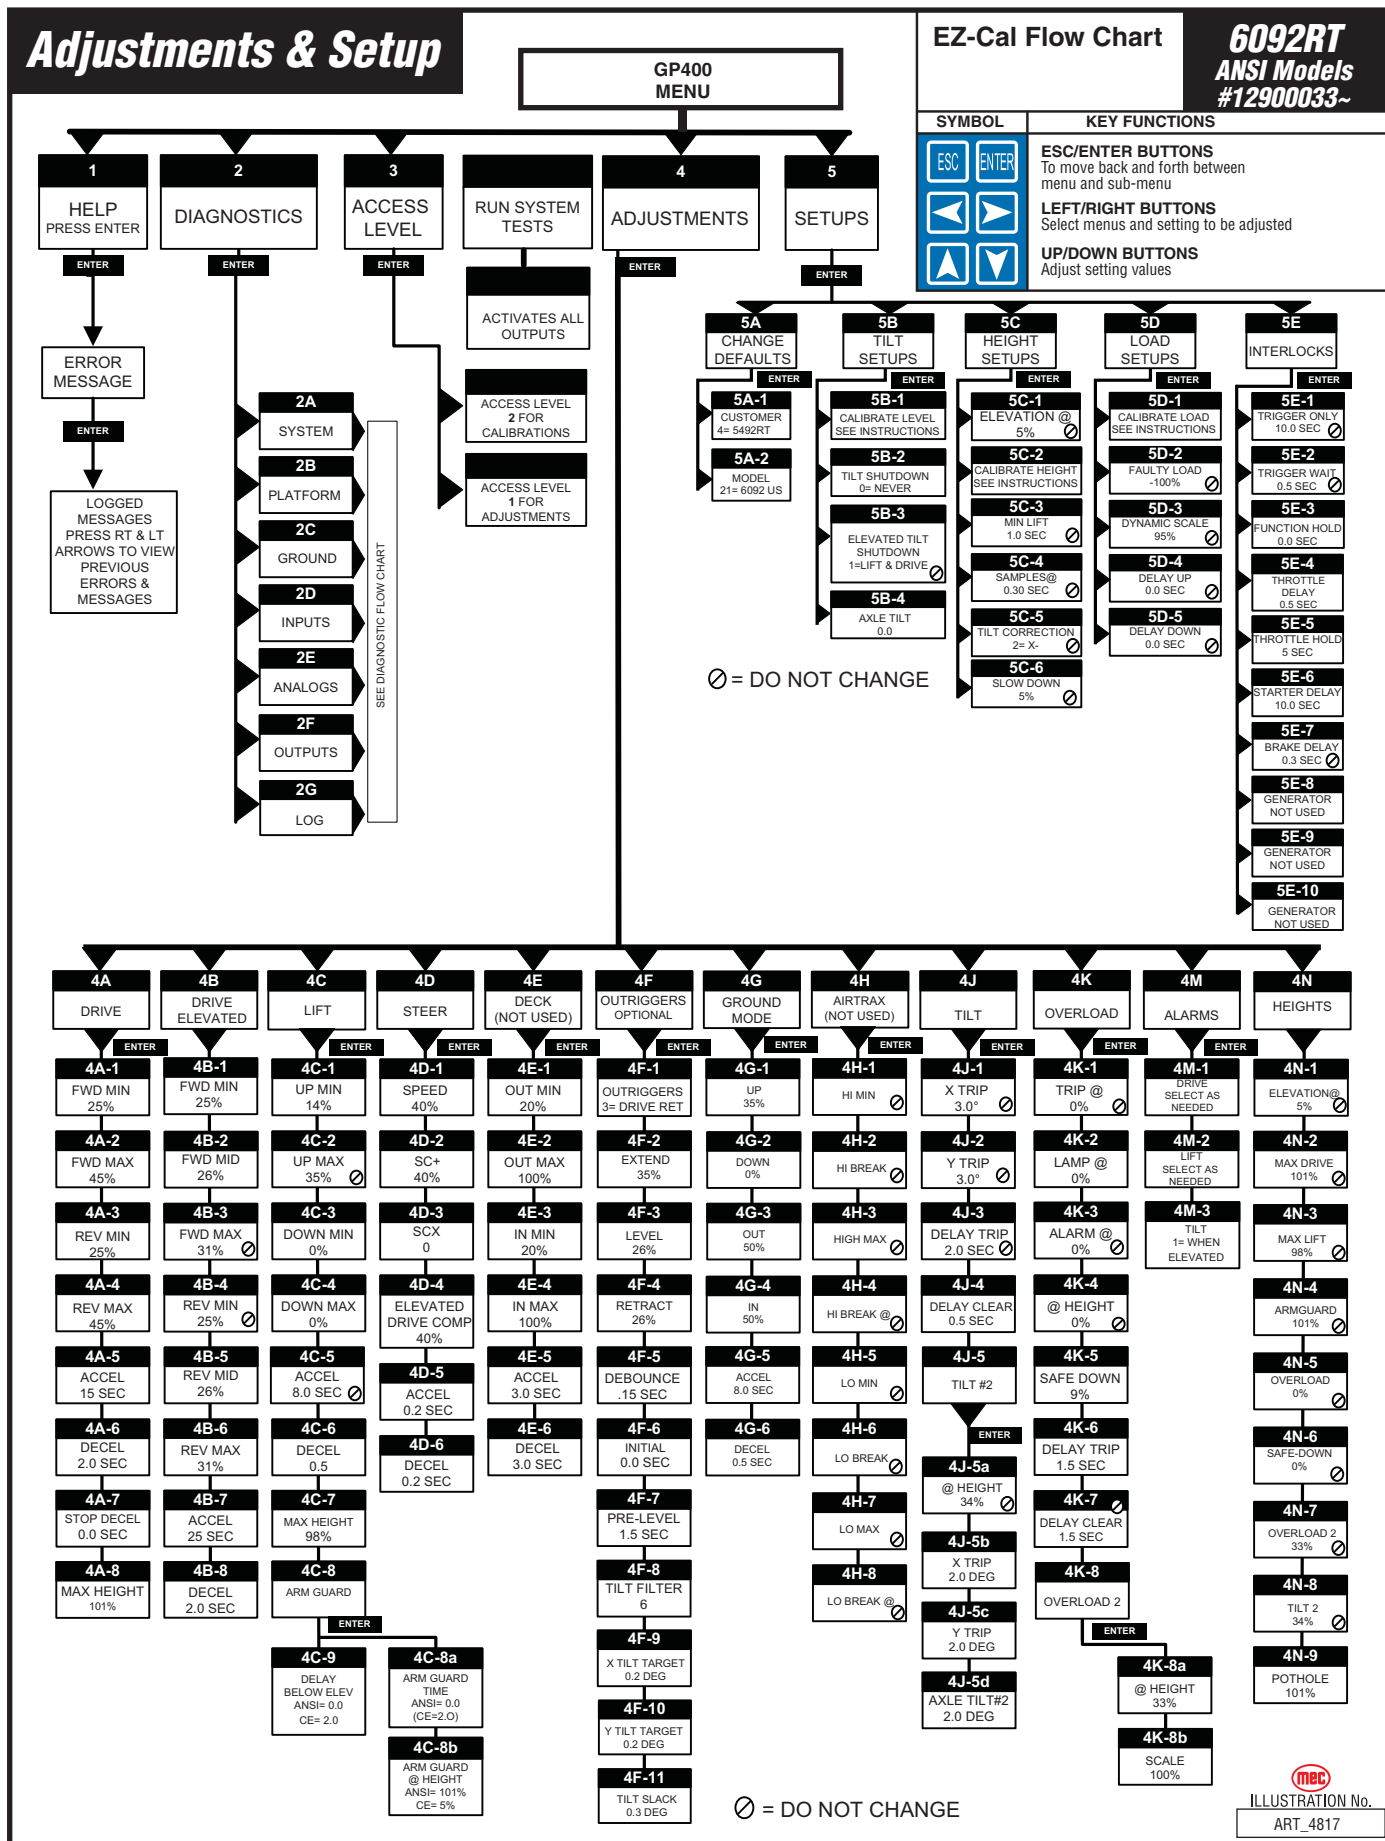 Adjustments & Setup
GP400
MENU
EZ-Cal Flow Chart
6092RT
ANSI Models
#12900033~
SYMBOL
KEY FUNCTIONS
ESC
ENTER
ESC/ENTER BUTTONS
To move back and forth between
menu and sub-menu
LEFT/RIGHT BUTTONS
Select menus and setting to be adjusted
UP/DOWN BUTTONS
Adjust setting values
1
HELP
PRESS ENTER
ENTER
ERROR
MESSAGE
ENTER
LOGGED
MESSAGES
PRESS RT & LT
ARROWS TO VIEW
PREVIOUS
ERRORS &
MESSAGES
2
DIAGNOSTICS
ENTER
2A
SYSTEM
2B
PLATFORM
2C
GROUND
2D
INPUTS
2E
ANALOGS
2F
OUTPUTS
2G
LOG
SEE DIAGNOSTIC FLOW CHART
3
ACCESS
LEVEL
ENTER
ACCESS LEVEL
2 FOR
CALIBRATIONS
ACCESS LEVEL
1 FOR
ADJUSTMENTS
RUN SYSTEM
TESTS
ACTIVATES ALL
OUTPUTS
4
ADJUSTMENTS
ENTER
5
SETUPS
ENTER
5A
CHANGE
DEFAULTS
ENTER
5A-1
CUSTOMER
4= 5492RT
5A-2
MODEL
21= 6092 US
5B
TILT
SETUPS
ENTER
5B-1
CALIBRATE LEVEL
SEE INSTRUCTIONS
5B-2
TILT SHUTDOWN
0= NEVER
5B-3
ELEVATED TILT
SHUTDOWN
1=LIFT & DRIVE
5B-4
AXLE TILT
0.0
5C
HEIGHT
SETUPS
ENTER
5C-1
ELEVATION @
5%
5C-2
CALIBRATE HEIGHT
SEE INSTRUCTIONS
5C-3
MIN LIFT
1.0 SEC
5C-4
SAMPLES@
0.30 SEC
5C-5
TILT CORRECTION
2= X-
5C-6
SLOW DOWN
5%
5D
LOAD
SETUPS
ENTER
5D-1
CALIBRATE LOAD
SEE INSTRUCTIONS
5D-2
FAULTY LOAD
-100%
5D-3
DYNAMIC SCALE
95%
5D-4
DELAY UP
0.0 SEC
5D-5
DELAY DOWN
0.0 SEC
5E
INTERLOCKS
ENTER
5E-1
TRIGGER ONLY
10.0 SEC
5E-2
TRIGGER WAIT
0.5 SEC
5E-3
FUNCTION HOLD
0.0 SEC
5E-4
THROTTLE
DELAY
0.5 SEC
5E-5
THROTTLE HOLD
5 SEC
5E-6
STARTER DELAY
10.0 SEC
5E-7
BRAKE DELAY
0.3 SEC
5E-8
GENERATOR
NOT USED
5E-9
GENERATOR
NOT USED
5E-10
GENERATOR
NOT USED
= DO NOT CHANGE
4A
DRIVE
ENTER
4A-1
FWD MIN
25%
4A-2
FWD MAX
45%
4A-3
REV MIN
25%
4A-4
REV MAX
45%
4A-5
ACCEL
15 SEC
4A-6
DECEL
2.0 SEC
4A-7
STOP DECEL
0.0 SEC
4A-8
MAX HEIGHT
101%
4B
DRIVE
ELEVATED
ENTER
4B-1
FWD MIN
25%
4B-2
FWD MID
26%
4B-3
FWD MAX
31%
4B-4
REV MIN
25%
4B-5
REV MID
26%
4B-6
REV MAX
31%
4B-7
ACCEL
25 SEC
4B-8
DECEL
2.0 SEC
4C
LIFT
ENTER
4C-1
UP MIN
14%
4C-2
UP MAX
35%
4C-3
DOWN MIN
0%
4C-4
DOWN MAX
0%
4C-5
ACCEL
8.0 SEC
4C-6
DECEL
0.5
4C-7
MAX HEIGHT
98%
4C-8
ARM GUARD
ENTER
4C-9
DELAY
BELOW ELEV
ANSI= 0.0
CE= 2.0
4C-8a
ARM GUARD
TIME
ANSI= 0.0
(CE=2.O)
4C-8b
ARM GUARD
@ HEIGHT
ANSI= 101%
CE= 5%
4D
STEER
ENTER
4D-1
SPEED
40%
4D-2
SC+
40%
4D-3
SCX
0
4D-4
ELEVATED
DRIVE COMP
40%
4D-5
ACCEL
0.2 SEC
4D-6
DECEL
0.2 SEC
4E
DECK
(NOT USED)
ENTER
4E-1
OUT MIN
20%
4E-2
OUT MAX
100%
4E-3
IN MIN
20%
4E-4
IN MAX
100%
4E-5
ACCEL
3.0 SEC
4E-6
DECEL
3.0 SEC
4F
OUTRIGGERS
OPTIONAL
ENTER
4F-1
OUTRIGGERS
3= DRIVE RET
4F-2
EXTEND
35%
4F-3
LEVEL
26%
4F-4
RETRACT
26%
4F-5
DEBOUNCE
.15 SEC
4F-6
INITIAL
0.0 SEC
4F-7
PRE-LEVEL
1.5 SEC
4F-8
TILT FILTER
6
4F-9
X TILT TARGET
0.2 DEG
4F-10
Y TILT TARGET
0.2 DEG
4F-11
TILT SLACK
0.3 DEG
4G
GROUND
MODE
ENTER
4G-1
UP
35%
4G-2
DOWN
0%
4G-3
OUT
50%
4G-4
IN
50%
4G-5
ACCEL
8.0 SEC
4G-6
DECEL
0.5 SEC
4H
AIRTRAX
(NOT USED)
ENTER
4H-1
HI MIN
4H-2
HI BREAK
4H-3
HIGH MAX
4H-4
HI BREAK @
4H-5
LO MIN
4H-6
LO BREAK
4H-7
LO MAX
4H-8
LO BREAK @
4J
TILT
ENTER
4J-1
X TRIP
3.0°
4J-2
Y TRIP
3.0°
4J-3
DELAY TRIP
2.0 SEC
4J-4
DELAY CLEAR
0.5 SEC
4J-5
TILT #2
ENTER
4J-5a
@ HEIGHT
34%
4J-5b
X TRIP
2.0 DEG
4J-5c
Y TRIP
2.0 DEG
4J-5d
AXLE TILT#2
2.0 DEG
4K
OVERLOAD
ENTER
4K-1
TRIP @
0%
4K-2
LAMP @
0%
4K-3
ALARM @
0%
4K-4
@ HEIGHT
0%
4K-5
SAFE DOWN
9%
4K-6
DELAY TRIP
1.5 SEC
4K-7
DELAY CLEAR
1.5 SEC
4K-8
OVERLOAD 2
ENTER
4K-8a
@ HEIGHT
33%
4K-8b
SCALE
100%
4M
ALARMS
ENTER
4M-1
DRIVE
SELECT AS
NEEDED
4M-2
LIFT
SELECT AS
NEEDED
4M-3
TILT
1= WHEN
ELEVATED
4N
HEIGHTS
4N-1
ELEVATION@
5%
4N-2
MAX DRIVE
101%
4N-3
MAX LIFT
98%
4N-4
ARMGUARD
101%
4N-5
OVERLOAD
0%
4N-6
SAFE-DOWN
0%
4N-7
OVERLOAD 2
33%
4N-8
TILT 2
34%
4N-9
POTHOLE
101%
= DO NOT CHANGE
mec
ILLUSTRATION No.
ART_4817